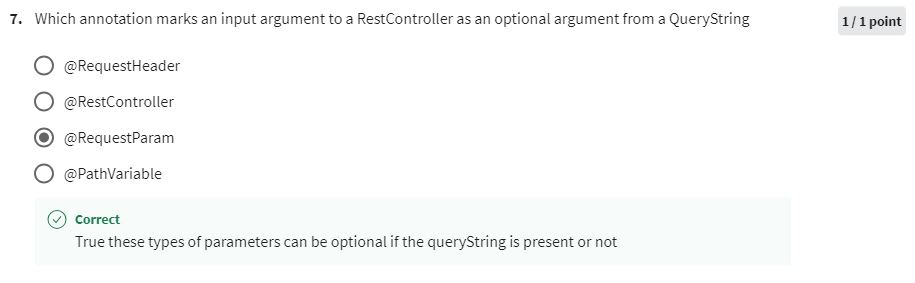 7. Which annotation marks an input argument to a RestController as an optional argument from a QueryString
1 / 1 point
@RequestHeader
@RestController
@RequestParam
@PathVariable
Correct
True these types of parameters can be optional if the queryString is present or not